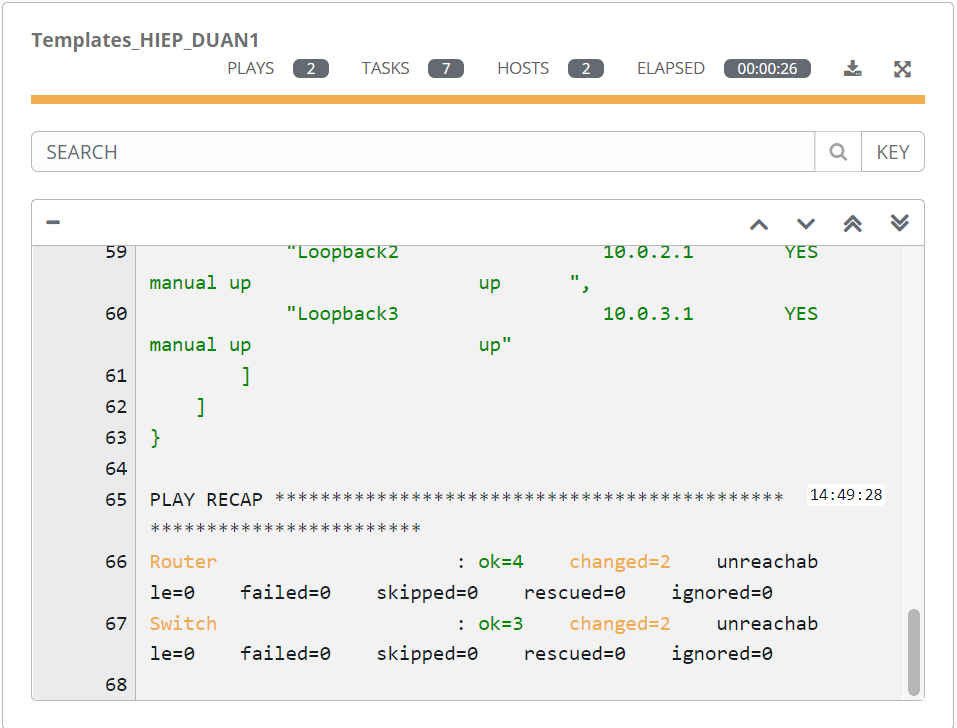 Templates_HIEP_DUAN1
PLAYS 2 TASKS 7 HOSTS 2 ELAPSED 00:00:26
SEARCH KEY
59 "Loopback2 10.0.2.1 YES
manual up up ",
60 "Loopback3 10.0.3.1 YES
manual up up"
61 ]
62 ]
63 }
64
65 PLAY RECAP ********************************************* 14:49:28
************************
66 Router : ok=4 changed=2 unreachab
le=0 failed=0 skipped=0 rescued=0 ignored=0
67 Switch : ok=3 changed=2 unreachab
le=0 failed=0 skipped=0 rescued=0 ignored=0
68